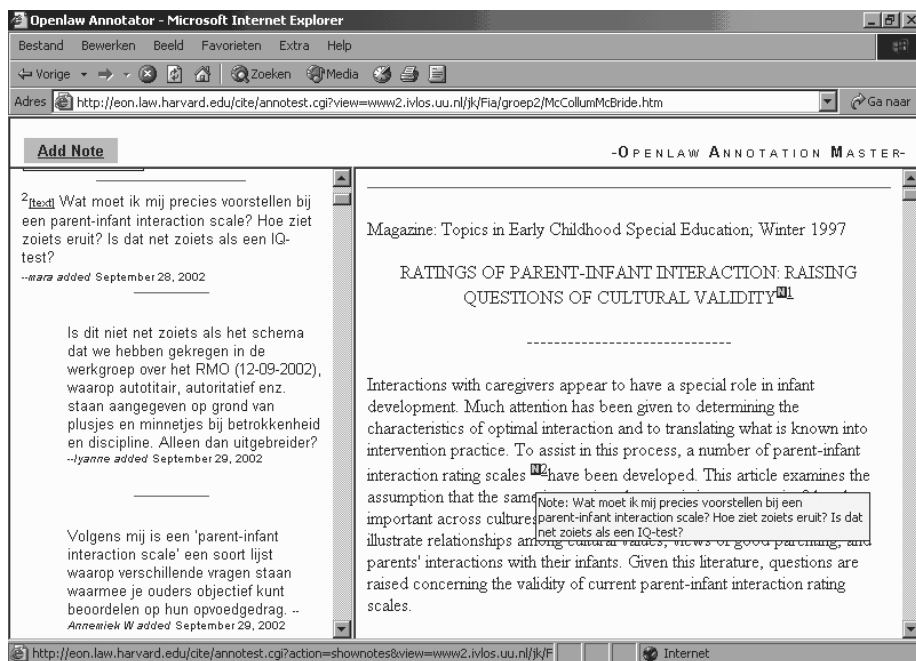 Openlaw Annotator - Microsoft Internet Explorer
Bestand Bewerken Beeld Favorieten Extra Help
Vorige Zoeken Media
Adres http://eon.law.harvard.edu/cite/annotest.cgi?view=www2.ivlos.uu.nl/jk/Fia/groep2/McCollumMcBride.htm Ga naar
Add Note
-OPENLAW ANNOTATION MASTER-
2[text] Wat moet ik mij precies voorstellen bij
een parent-infant interaction scale? Hoe ziet
zoiets eruit? Is dat net zoiets als een IQ-
test?
--mara added September 28, 2002
Is dit niet net zoiets als het schema
dat we hebben gekregen in de
werkgroep over het RMO (12-09-2002),
waarop autotitair, autoritatief enz.
staan aangegeven op grond van
plusjes en minnetjes bij betrokkenheid
en discipline. Alleen dan uitgebreider?
--lyanne added September 29, 2002
Volgens mij is een 'parent-infant
interaction scale' een soort lijst
waarop verschillende vragen staan
waarmee je ouders objectief kunt
beoordelen op hun opvoedgedrag. --
Annemiek W added September 29, 2002
Magazine: Topics in Early Childhood Special Education; Winter 1997
RATINGS OF PARENT-INFANT INTERACTION: RAISING
QUESTIONS OF CULTURAL VALIDITY N1
------------------------------
Interactions with caregivers appear to have a special role in infant
development. Much attention has been given to determining the
characteristics of optimal interaction and to translating what is known into
intervention practice. To assist in this process, a number of parent-infant
interaction rating scales N2 have been developed. This article examines the
assumption that the same
important across cultures
illustrate relationships among cultural values, views of good parenting, and
parents' interactions with their infants. Given this literature, questions are
raised concerning the validity of current parent-infant interaction rating
scales.
Note: Wat moet ik mij precies voorstellen bij een
parent-infant interaction scale? Hoe ziet zoiets eruit? Is dat
net zoiets als een IQ-test?
http://eon.law.harvard.edu/cite/annotest.cgi?action=shownotes&view=www2.ivlos.uu.nl/jk/F Internet